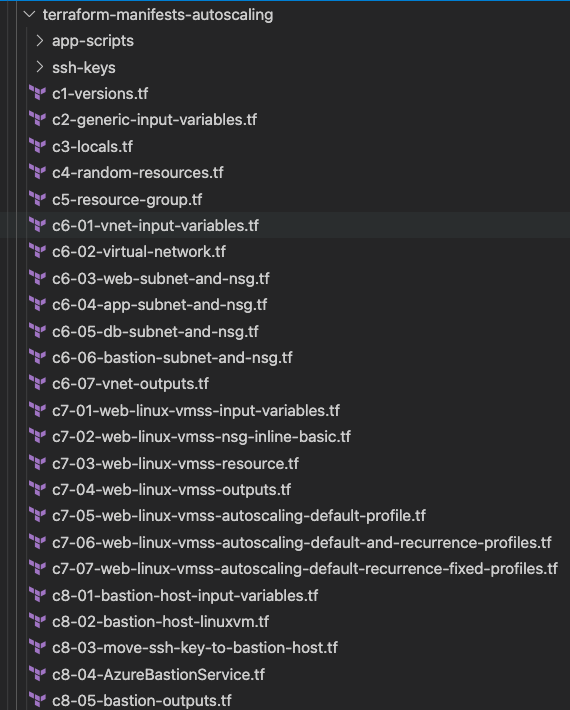 terraform-manifests-autoscaling
app-scripts
ssh-keys
c1-versions.tf
c2-generic-input-variables.tf
c3-locals.tf
c4-random-resources.tf
c5-resource-group.tf
c6-01-vnet-input-variables.tf
c6-02-virtual-network.tf
c6-03-web-subnet-and-nsg.tf
c6-04-app-subnet-and-nsg.tf
c6-05-db-subnet-and-nsg.tf
c6-06-bastion-subnet-and-nsg.tf
c6-07-vnet-outputs.tf
c7-01-web-linux-vmss-input-variables.tf
c7-02-web-linux-vmss-nsg-inline-basic.tf
c7-03-web-linux-vmss-resource.tf
c7-04-web-linux-vmss-outputs.tf
c7-05-web-linux-vmss-autoscaling-default-profile.tf
c7-06-web-linux-vmss-autoscaling-default-and-recurrence-profiles.tf
c7-07-web-linux-vmss-autoscaling-default-recurrence-fixed-profiles.tf
c8-01-bastion-host-input-variables.tf
c8-02-bastion-host-linuxvm.tf
c8-03-move-ssh-key-to-bastion-host.tf
c8-04-AzureBastionService.tf
c8-05-bastion-outputs.tf